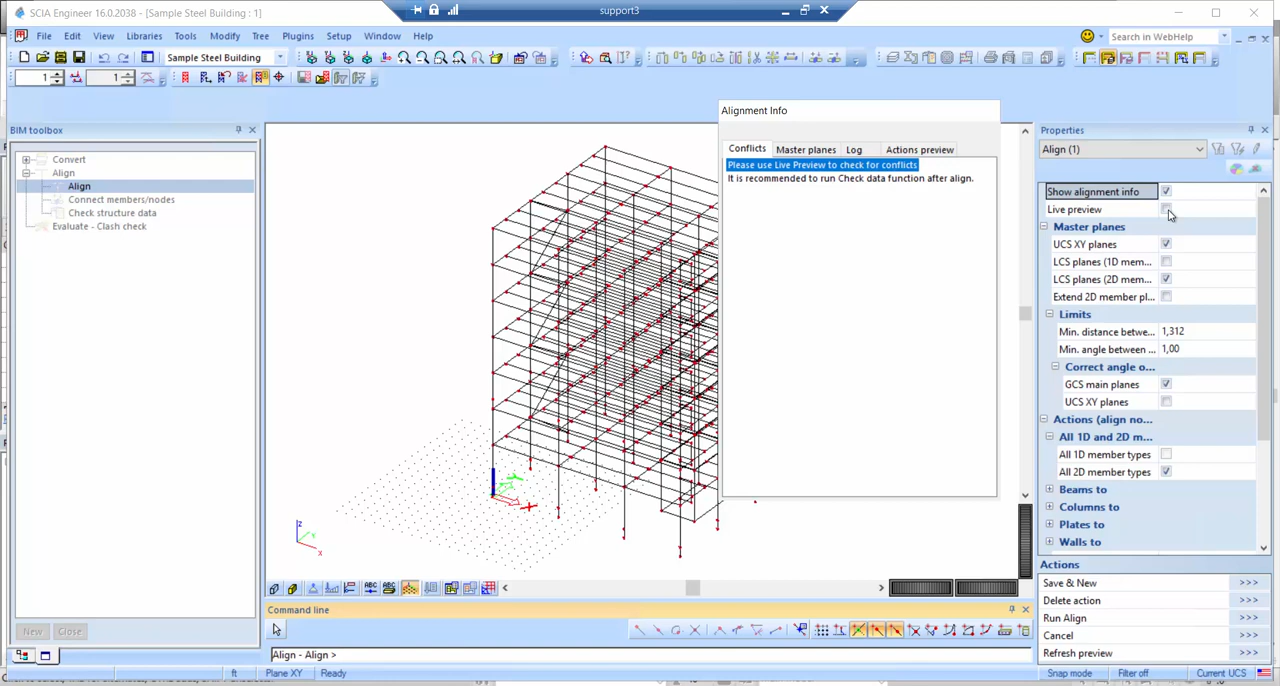 SCIA Engineer 16.0.2038 - [Sample Steel Building : 1]
support3
File Edit View Libraries Tools Modify Tree Plugins Setup Window Help
Search in WebHelp
Sample Steel Building
1 1
BIM toolbox
Convert
Align
Align
Connect members/nodes
Check structure data
Evaluate - Clash check
New Close
Alignment Info
Conflicts Master planes Log Actions preview
Please use Live Preview to check for conflicts
It is recommended to run Check data function after align.
z y x
ABC
Command line
Align - Align >
ft Plane XY Ready
Properties
Align (1)
Show alignment info
Live preview
Master planes
UCS XY planes
LCS planes (1D mem...
LCS planes (2D mem...
Extend 2D member pl...
Limits
Min. distance betwe... 1,312
Min. angle between ... 1,00
Correct angle o...
GCS main planes
UCS XY planes
Actions (align no...
All 1D and 2D m...
All 1D member types
All 2D member types
Beams to
Columns to
Plates to
Walls to
Actions
Save & New >>>
Delete action >>>
Run Align >>>
Cancel >>>
Refresh preview >>>
Snap mode Filter off Current UCS